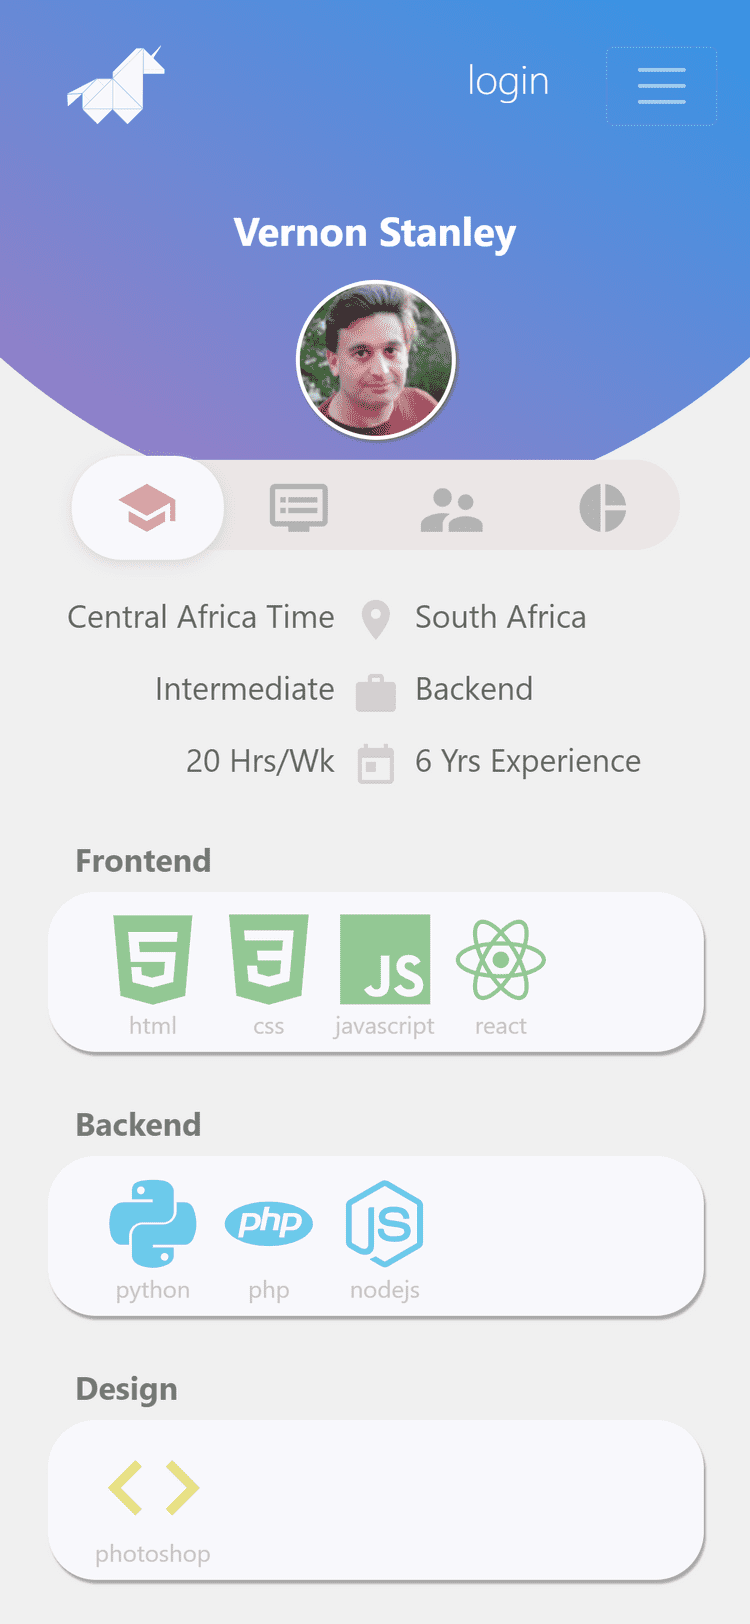 login
Vernon Stanley
Central Africa Time South Africa
Intermediate Backend
20 Hrs/Wk 6 Yrs Experience
Frontend
5 3 JS
html css javascript react
Backend
php JS
python php nodejs
Design
photoshop